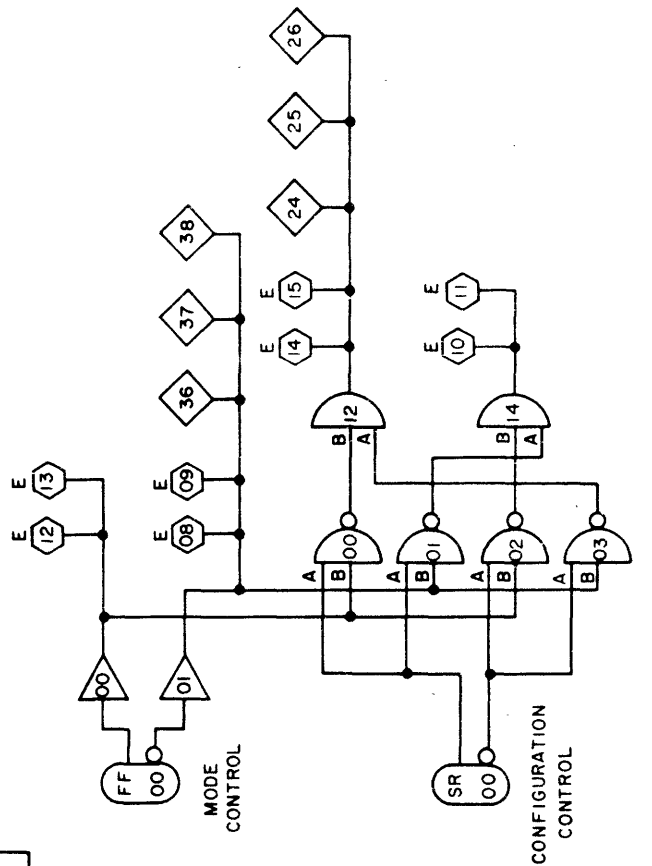 E
12
E
13
E
08
E
09
36
37
38
E
14
E
15
24
25
26
E
10
E
11
00
01
FF
00
MODE
CONTROL
B
A
12
B
A
14
A
B
00
A
B
01
A
B
02
A
B
03
SR
00
CONFIGURATION
CONTROL